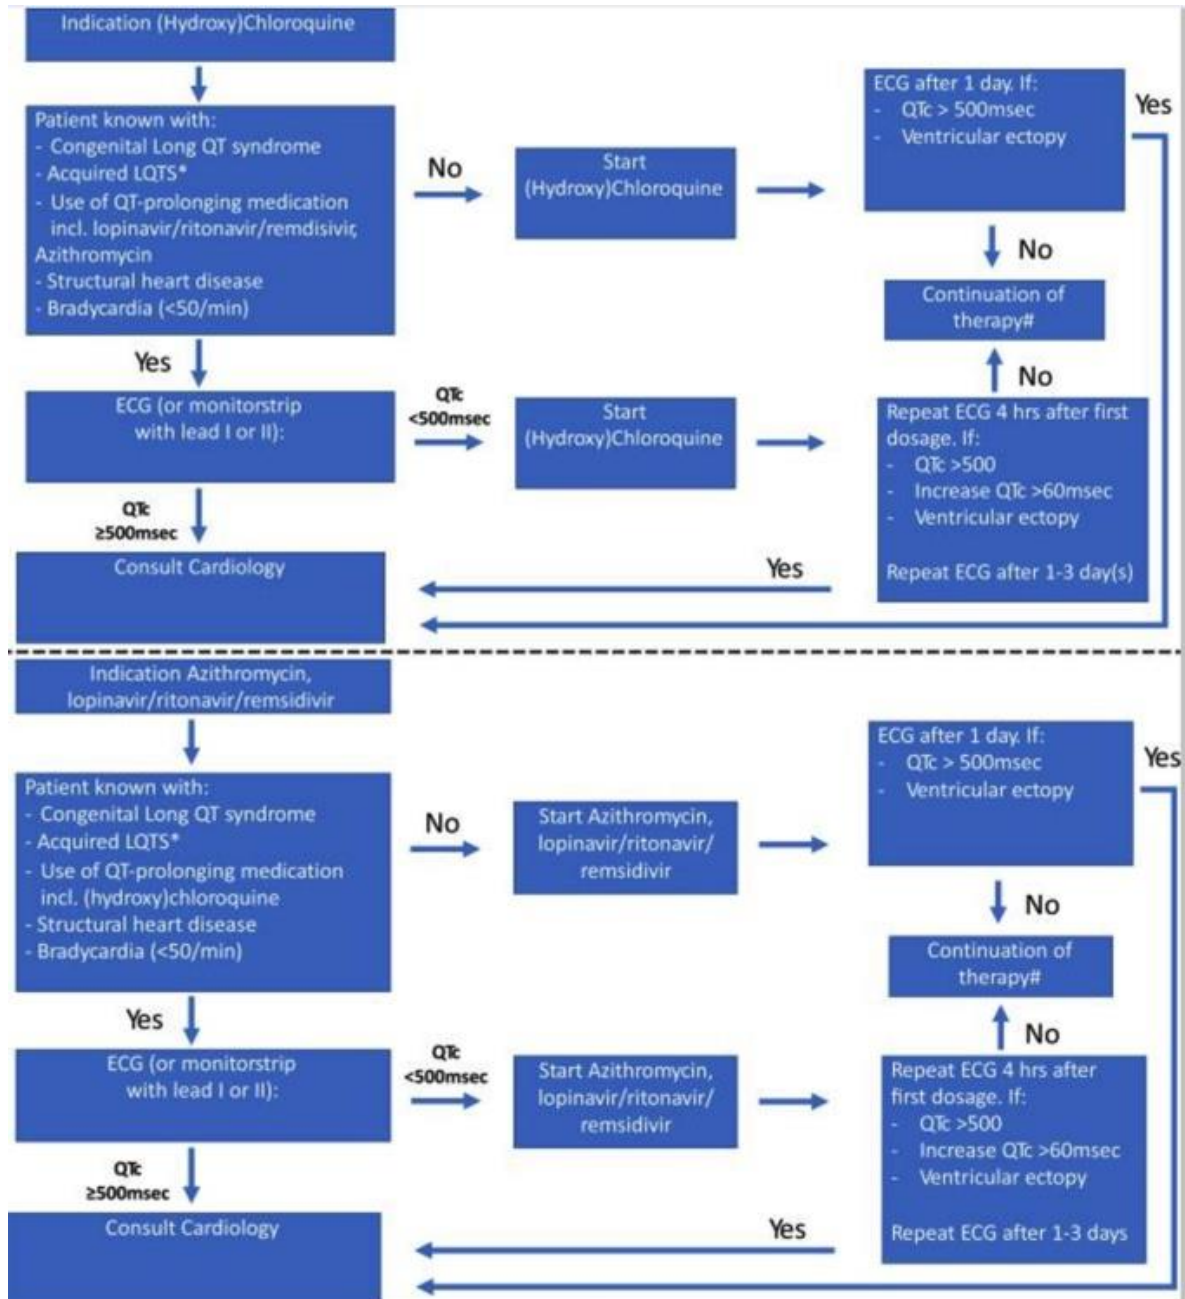 Indication (Hydroxy)Chloroquine
Patient known with:
- Congenital Long QT syndrome
- Acquired LQTS*
- Use of QT-prolonging medication
incl. lopinavir/ritonavir/remdisivir,
Azithromycin
- Structural heart disease
- Bradycardia (<50/min)
No
Start
(Hydroxy)Chloroquine
ECG after 1 day. If:
- QTc > 500msec
- Ventricular ectopy
Yes
No
Continuation of
therapy#
No
Yes
ECG (or monitorstrip
with lead I or II):
QTc
<500msec
Start
(Hydroxy)Chloroquine
Repeat ECG 4 hrs after first
dosage. If:
- QTc >500
- Increase QTc >60msec
- Ventricular ectopy
Repeat ECG after 1-3 day(s)
QTc
≥500msec
Yes
Consult Cardiology
Indication Azithromycin,
lopinavir/ritonavir/remsidivir
Patient known with:
- Congenital Long QT syndrome
- Acquired LQTS*
- Use of QT-prolonging medication
incl. (hydroxy)chloroquine
- Structural heart disease
- Bradycardia (<50/min)
No
Start Azithromycin,
lopinavir/ritonavir/
remsidivir
ECG after 1 day. If:
- QTc > 500msec
- Ventricular ectopy
Yes
No
Continuation of
therapy#
No
Yes
ECG (or monitorstrip
with lead I or II):
QTc
<500msec
Start Azithromycin,
lopinavir/ritonavir/
remsidivir
Repeat ECG 4 hrs after
first dosage. If:
- QTc >500
- Increase QTc >60msec
- Ventricular ectopy
Repeat ECG after 1-3 days
QTc
≥500msec
Yes
Consult Cardiology